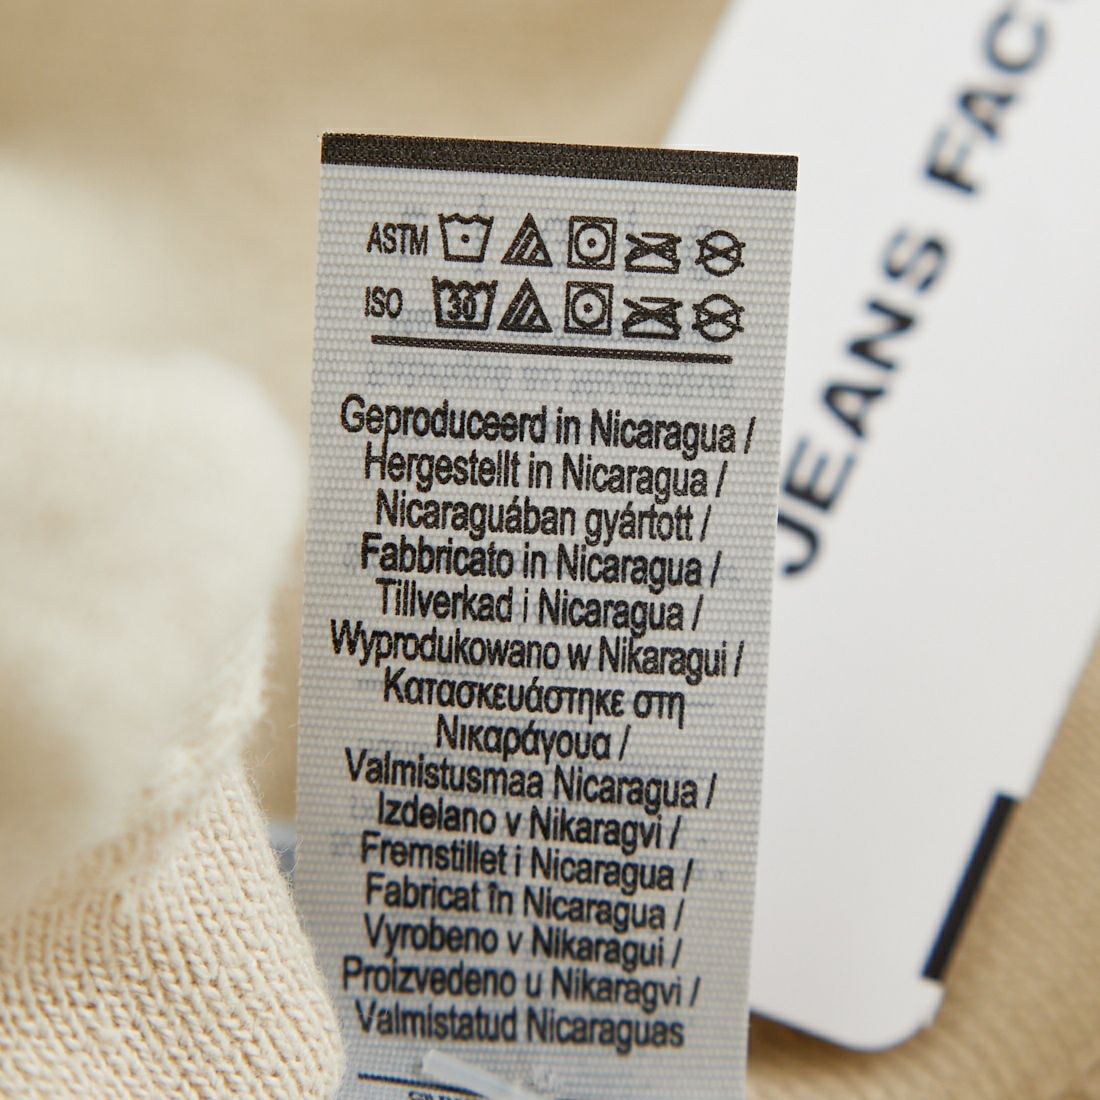 ASTM
ISO 30
Geproduceerd in Nicaragua /
Hergestellt in Nicaragua /
Nicaraguában gyártott /
Fabbricato in Nicaragua /
Tillverkad i Nicaragua /
Wyprodukowano w Nikaragui /
Κατασκευάστηκε στη
Νικαράγουα /
Valmistusmaa Nicaragua /
Izdelano v Nikaragvi /
Fremstillet i Nicaragua /
Fabricat în Nicaragua /
Vyrobeno v Nikaragui /
Proizvedeno u Nikaragvi /
Valmistatud Nicaraguas
JEANS FAC